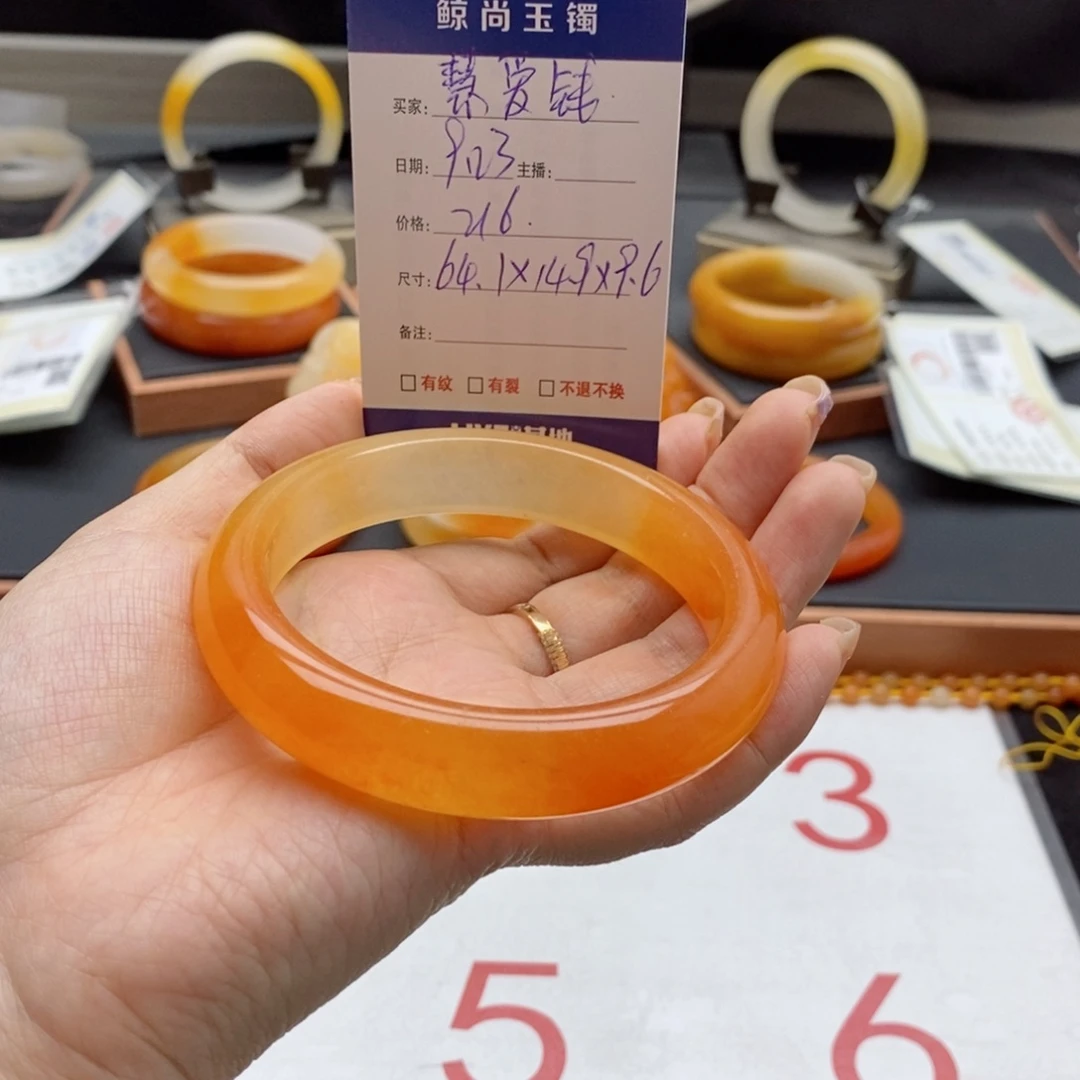 鲸尚玉镯
买家:
日期: 9.23 主播:
价格: 216.
尺寸: 64.1×14.9×9.6
备注:
□有纹 □有裂 □不退不换
3
5 6